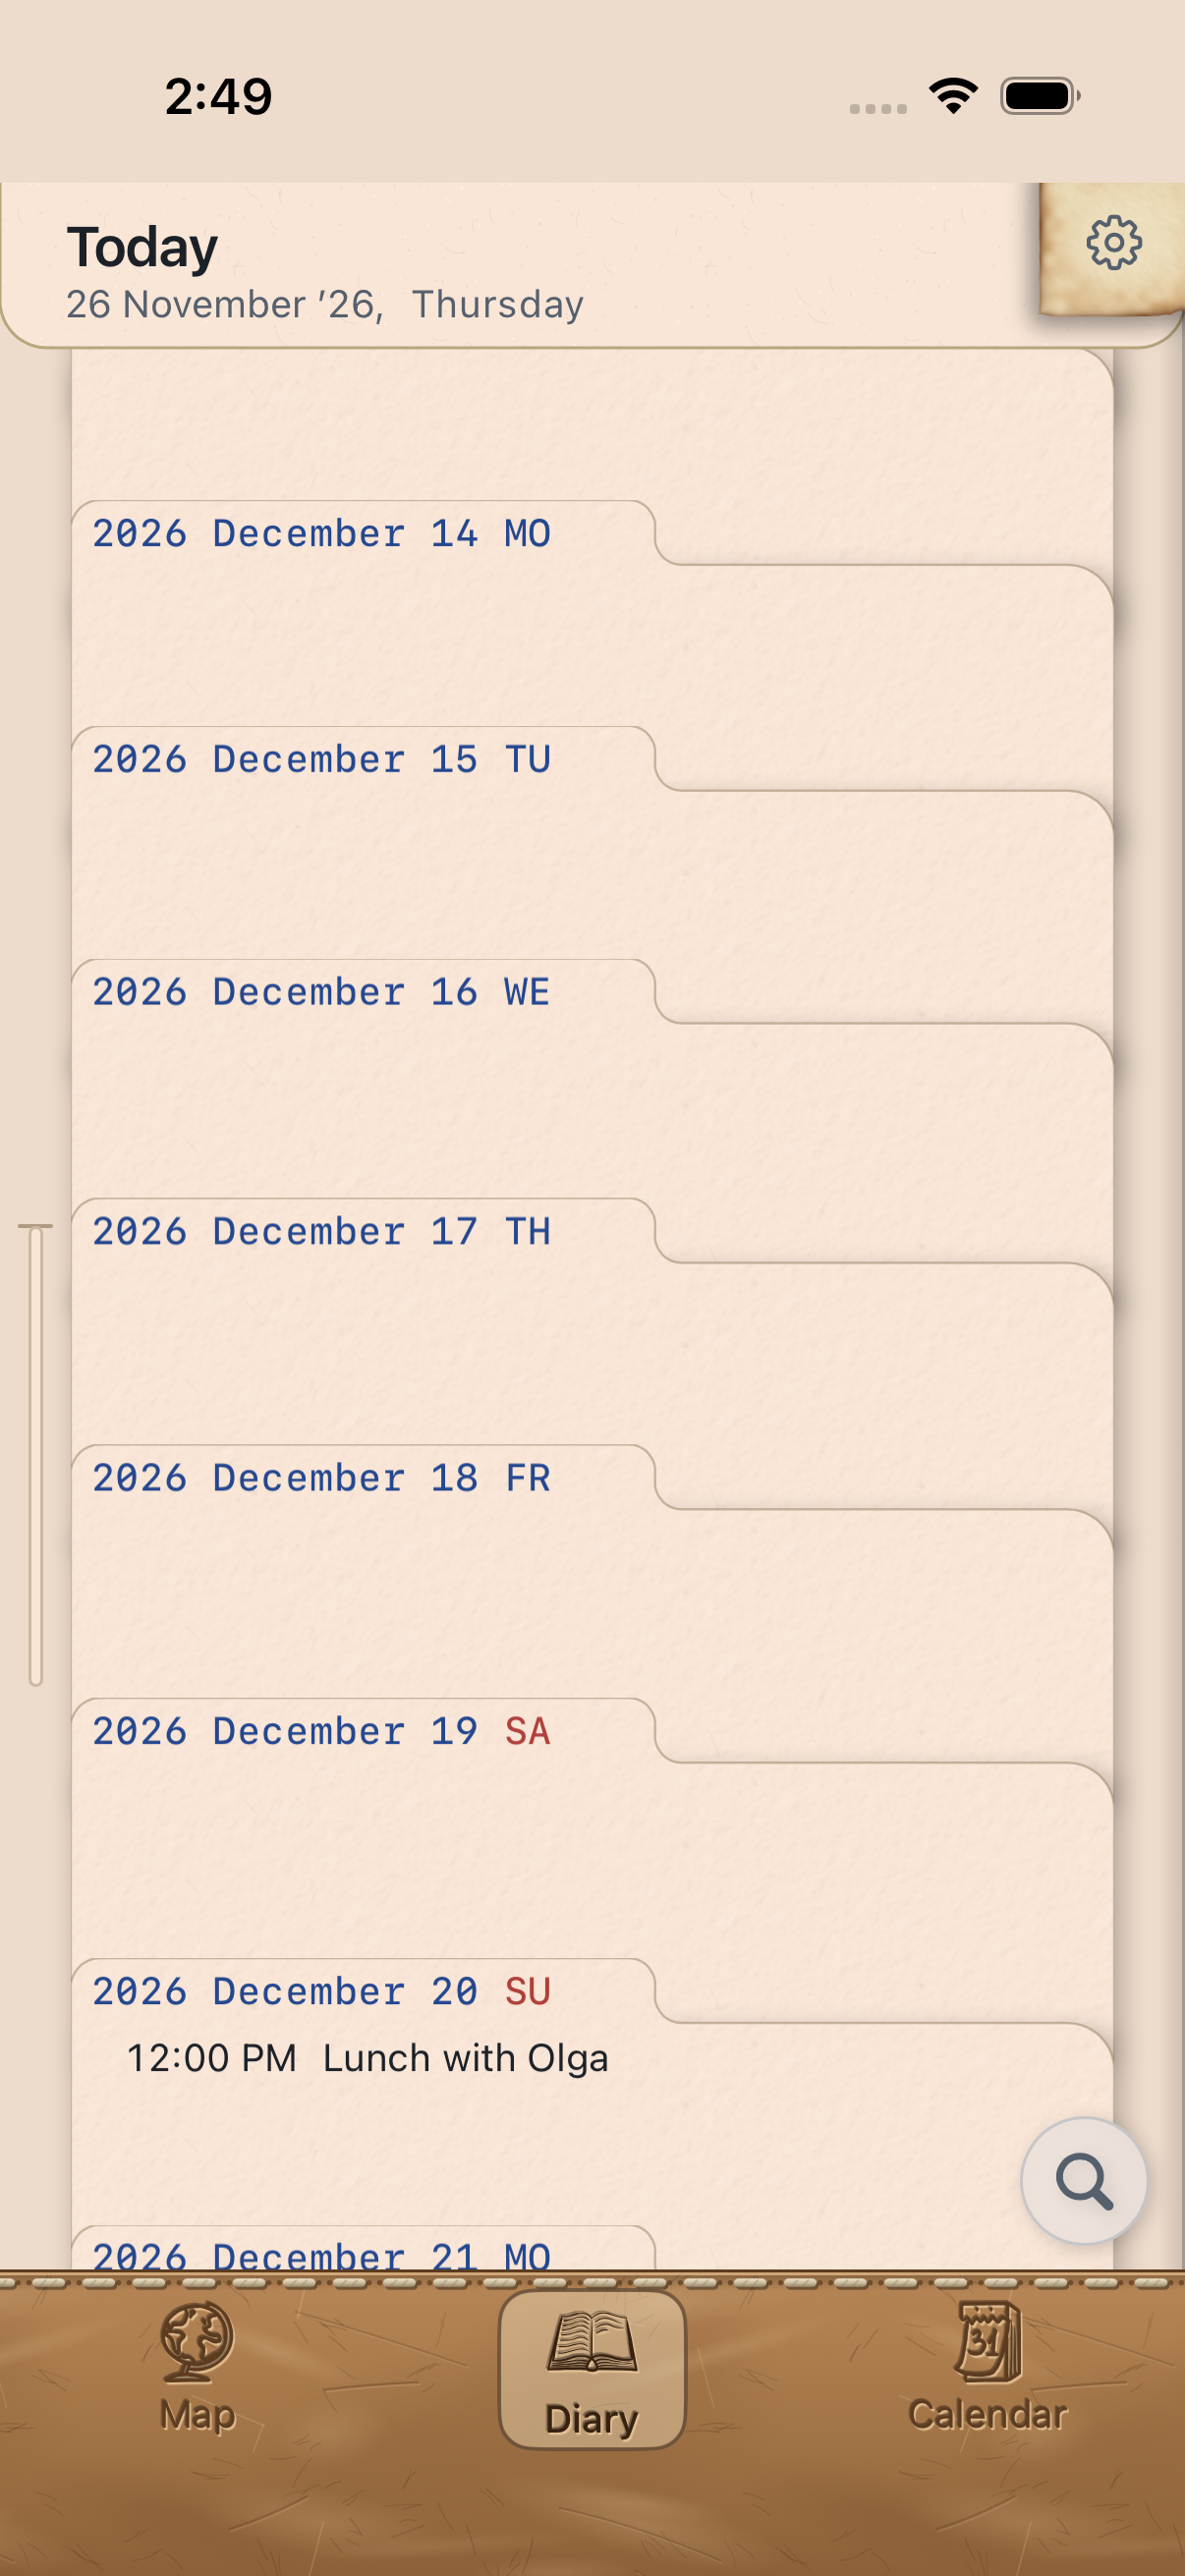 2:49
Today
26 November ’26, Thursday
2026 December 14 MO
2026 December 15 TU
2026 December 16 WE
2026 December 17 TH
2026 December 18 FR
2026 December 19 SA
2026 December 20 SU
12:00 PM Lunch with Olga
2026 December 21 MO
31
Map
Diary
Calendar